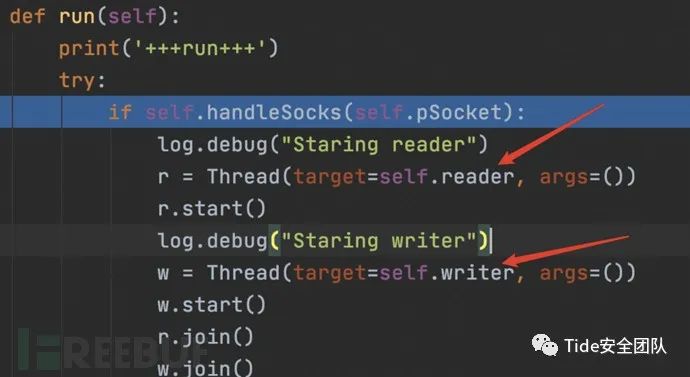 def run(self):
    print('+++run+++')
    try:
        if self.handleSocks(self.pSocket):
            log.debug("Staring reader")
            r = Thread(target=self.reader, args=())
            r.start()
            log.debug("Staring writer")
            w = Thread(target=self.writer, args=())
            w.start()
            r.join()
            w.join()
FREEBUF
Tide安全团队